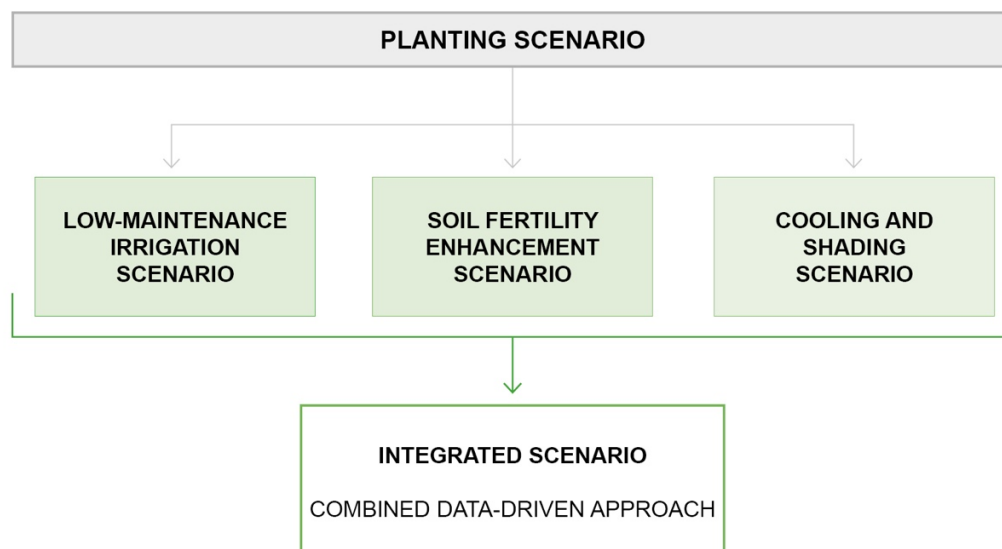 PLANTING SCENARIO
LOW-MAINTENANCE
IRRIGATION
SCENARIO
SOIL FERTILITY
ENHANCEMENT
SCENARIO
COOLING AND
SHADING
SCENARIO
INTEGRATED SCENARIO
COMBINED DATA-DRIVEN APPROACH